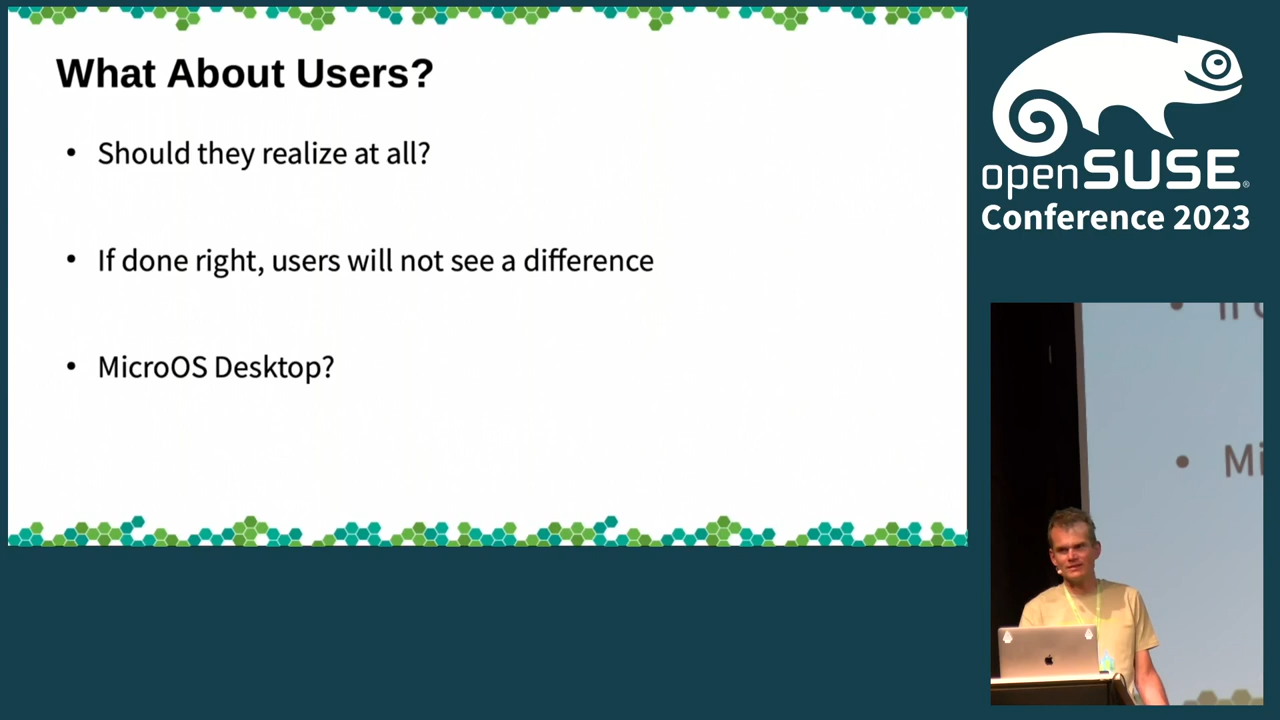 What About Users?
• Should they realize at all?
• If done right, users will not see a difference
• MicroOS Desktop?
openSUSE®
Conference 2023
• Mi